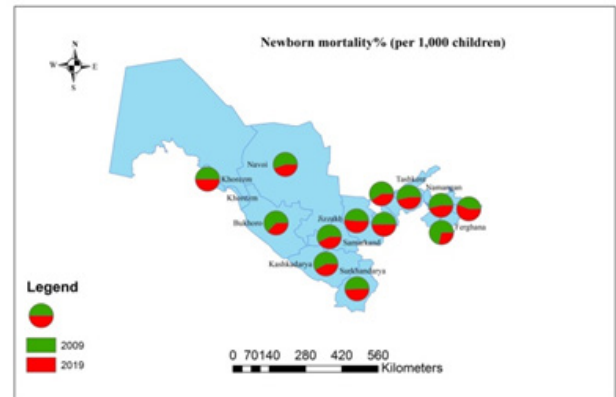 Newborn mortality% (per 1,000 children)
N
W E
S
Navai
Khorezm
Khorezm
Bukhoro
Tashkent
Namangan
Jizzakh
Ferghana
Samarkand
Kashkadarya
Surkhandarya
Legend
2009
2019
0 70140 280 420 560
Kilometers